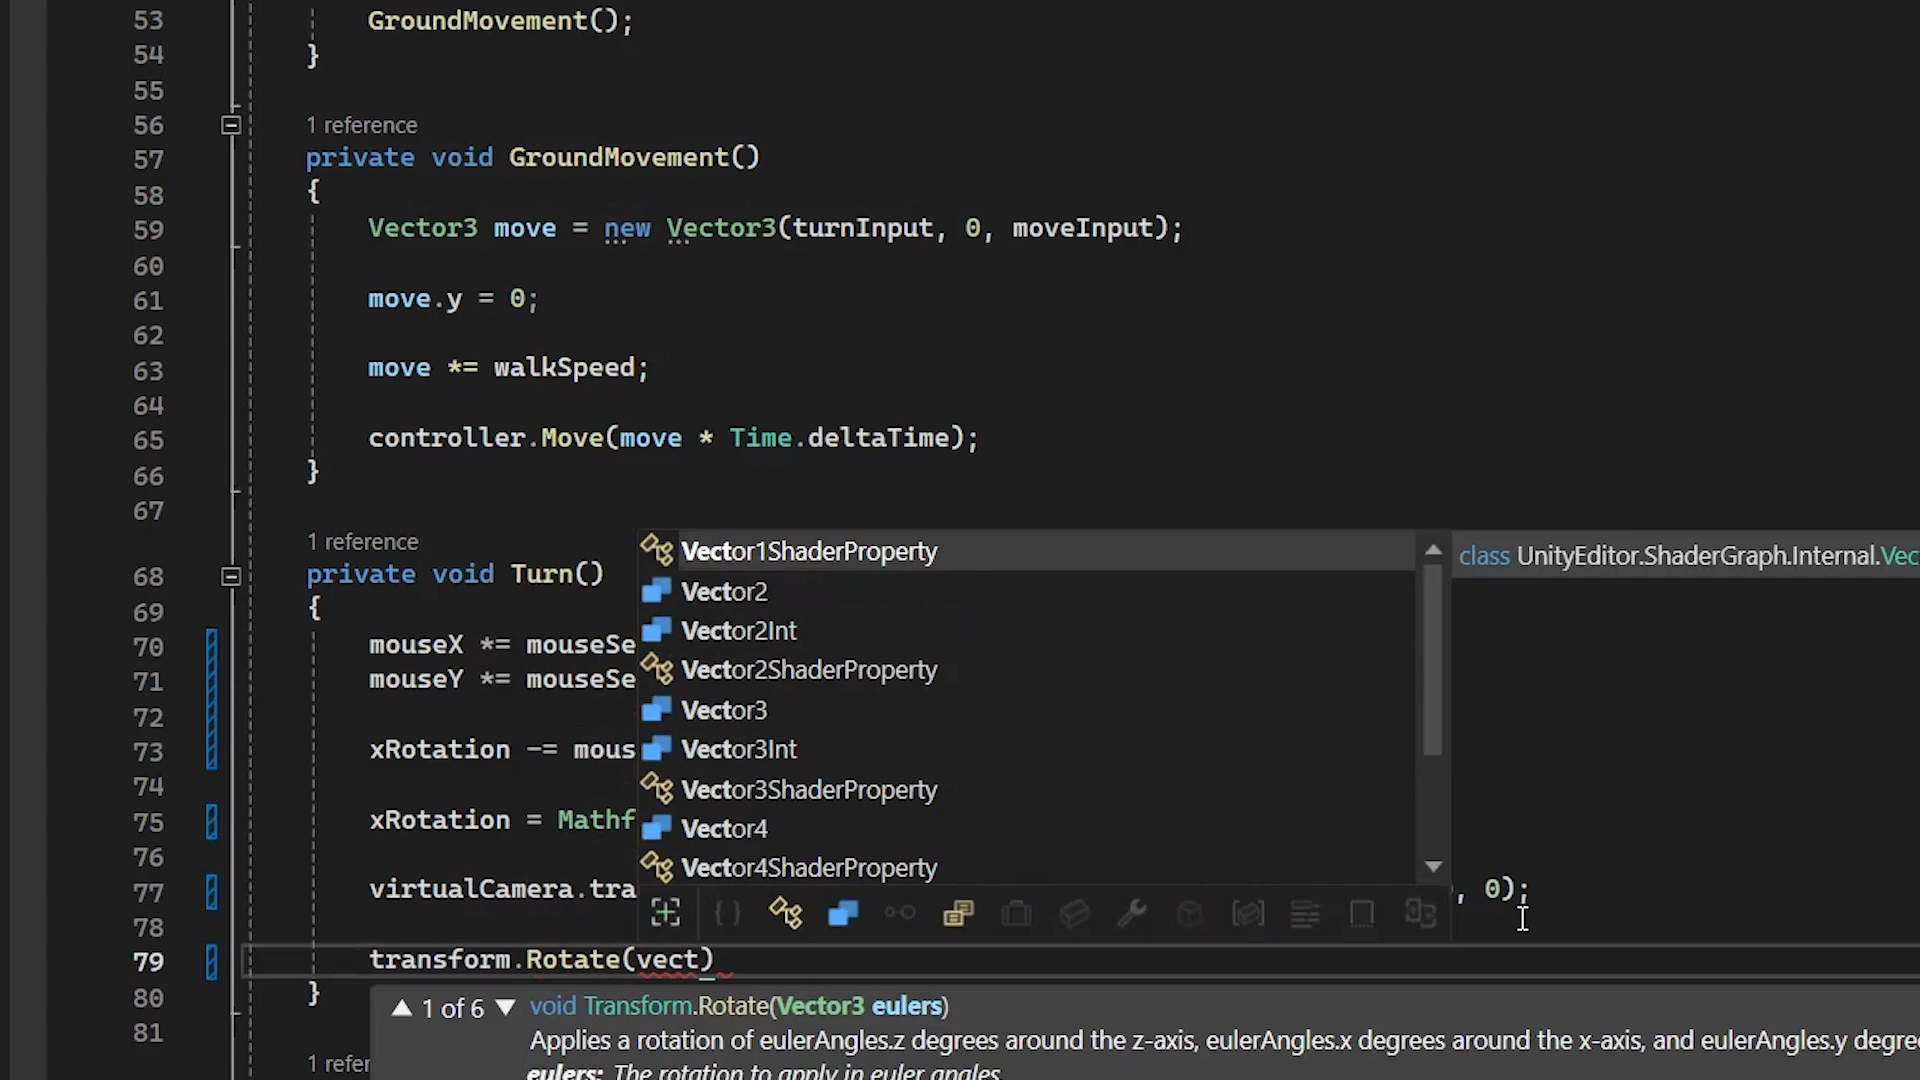 53 GroundMovement();
54 }
55
56 1 reference
57 private void GroundMovement()
58 {
59 Vector3 move = new Vector3(turnInput, 0, moveInput);
60
61 move.y = 0;
62
63 move *= walkSpeed;
64
65 controller.Move(move * Time.deltaTime);
66 }
67
1 reference
68 private void Turn()
69 {
70 mouseX *= mouseSe
71 mouseY *= mouseSe
72
73 xRotation -= mous
74
75 xRotation = Mathf
76
77 virtualCamera.tra , 0);
78
79 transform.Rotate(vect)
80 }
81
Vector1ShaderProperty
Vector2
Vector2Int
Vector2ShaderProperty
Vector3
Vector3Int
Vector3ShaderProperty
Vector4
Vector4ShaderProperty
class UnityEditor.ShaderGraph.Internal.Vec
▲ 1 of 6 ▼ void Transform.Rotate(Vector3 eulers)
Applies a rotation of eulerAngles.z degrees around the z-axis, eulerAngles.x degrees around the x-axis, and eulerAngles.y degre
eulers: The rotation to apply in euler angles.
1 refer